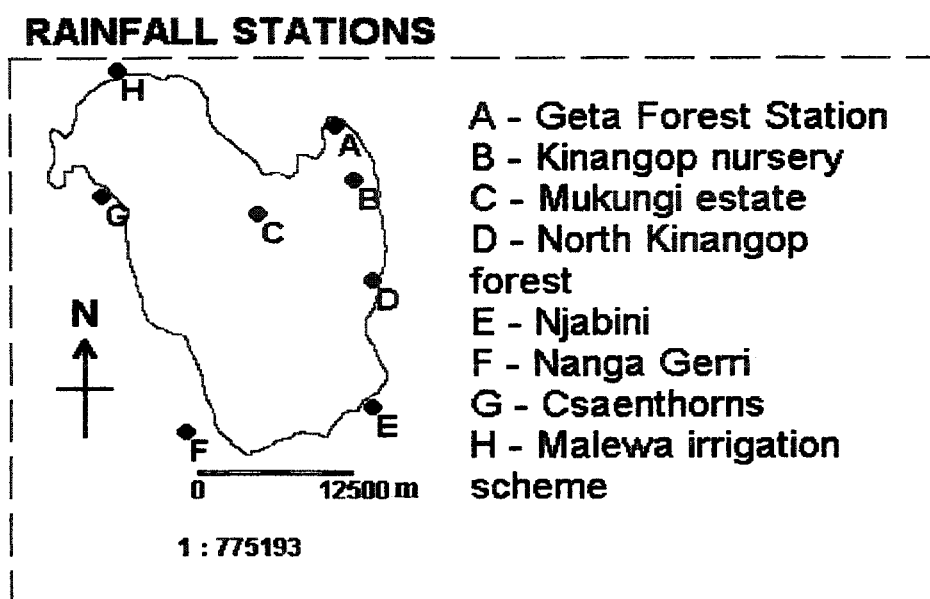 RAINFALL STATIONS
H
A
B
G
C
D
N
E
F
0 12500 m
1 : 775193
A - Geta Forest Station
B - Kinangop nursery
C - Mukungi estate
D - North Kinangop
forest
E - Njabini
F - Nanga Gerri
G - Csaenthorns
H - Malewa irrigation
scheme